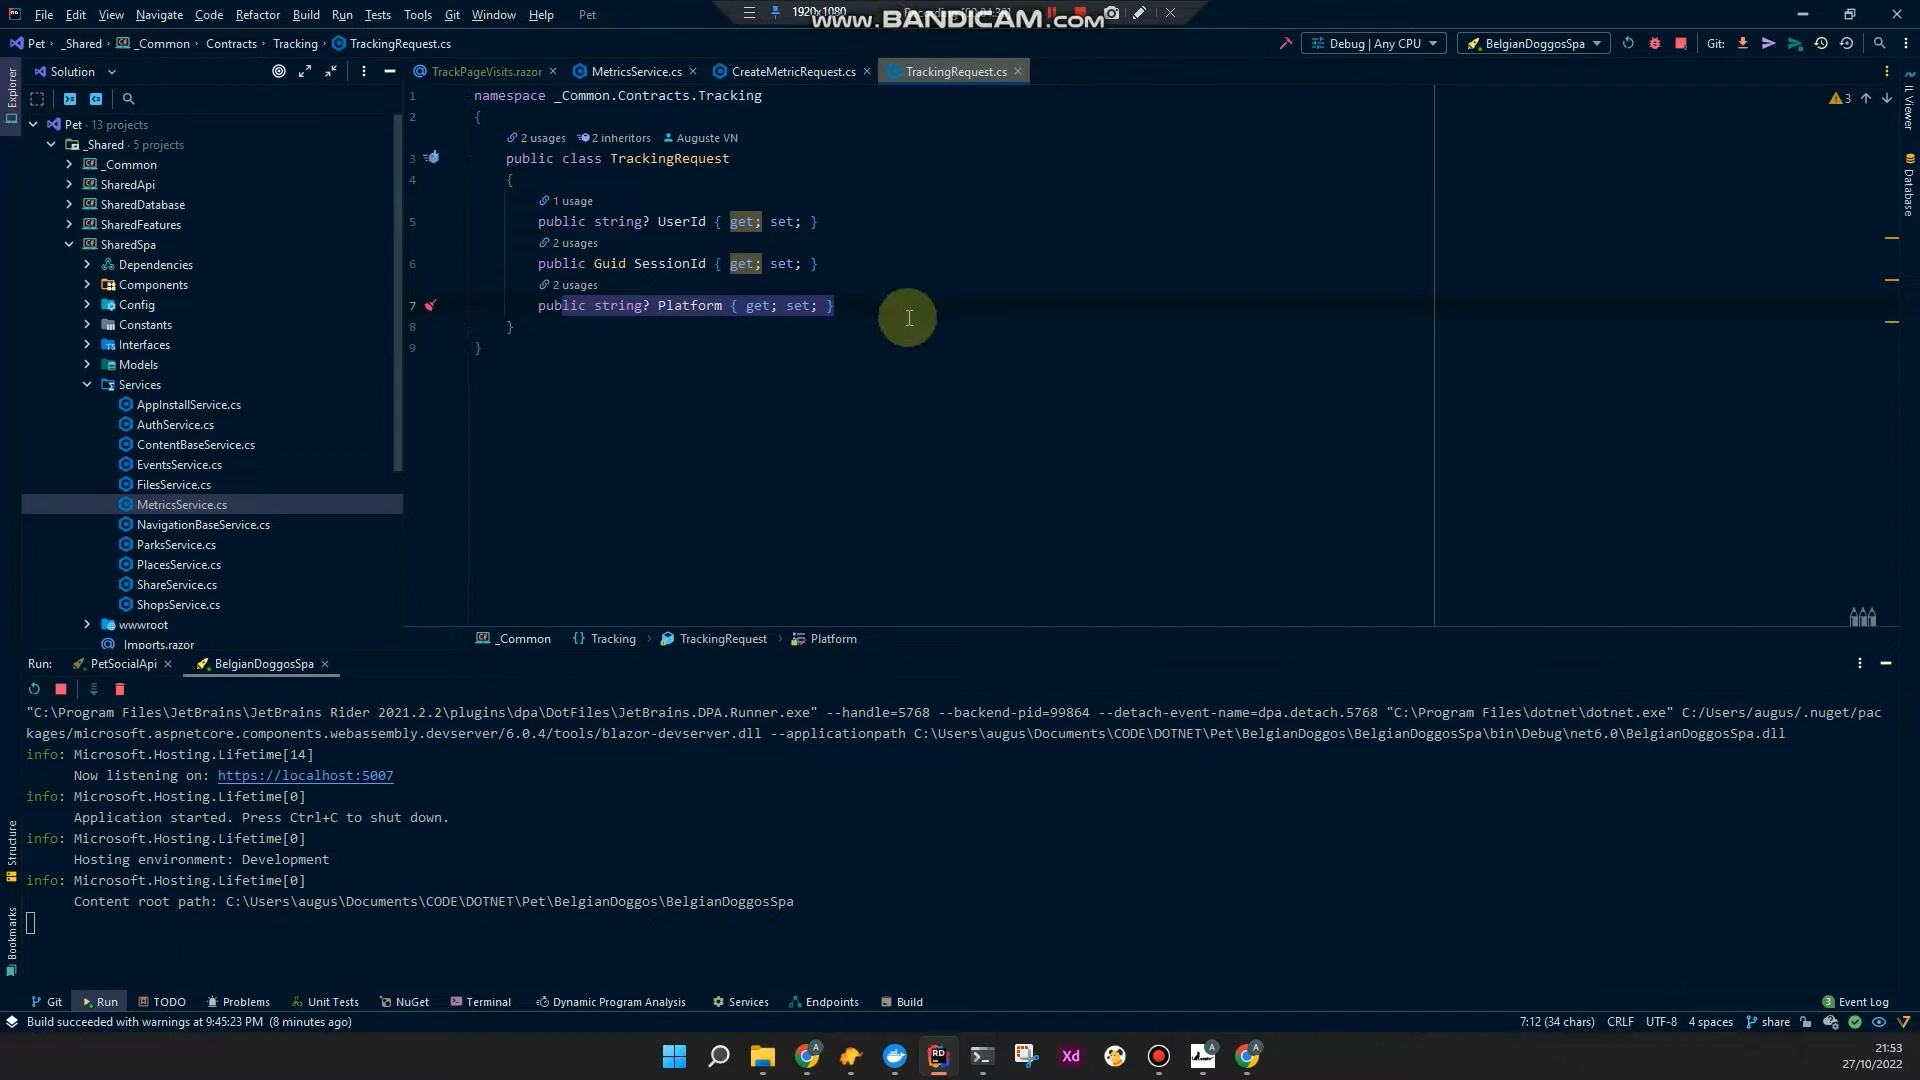 File Edit View Navigate Code Refactor Build Run Tests Tools Git Window Help Pet
1920x1080
www.BANDICAM.com
Pet _Shared _Common Contracts Tracking TrackingRequest.cs
Debug | Any CPU BelgianDoggosSpa Git:
Explorer
Solution
TrackPageVisits.razor MetricsService.cs CreateMetricRequest.cs TrackingRequest.cs
IL Viewer
Database
3
Pet · 13 projects
_Shared · 5 projects
_Common
SharedApi
SharedDatabase
SharedFeatures
SharedSpa
Dependencies
Components
Config
Constants
Interfaces
Models
Services
AppInstallService.cs
AuthService.cs
ContentBaseService.cs
EventsService.cs
FilesService.cs
MetricsService.cs
NavigationBaseService.cs
ParksService.cs
PlacesService.cs
ShareService.cs
ShopsService.cs
wwwroot
_Imports.razor
1 namespace _Common.Contracts.Tracking
2 {
2 usages 2 inheritors Auguste VN
3 public class TrackingRequest
4 {
1 usage
5 public string? UserId { get; set; }
2 usages
6 public Guid SessionId { get; set; }
2 usages
7 public string? Platform { get; set; }
8 }
9 }
_Common Tracking TrackingRequest Platform
Run: PetSocialApi BelgianDoggosSpa
"C:\Program Files\JetBrains\JetBrains Rider 2021.2.2\plugins\dpa\DotFiles\JetBrains.DPA.Runner.exe" --handle=5768 --backend-pid=99864 --detach-event-name=dpa.detach.5768 "C:\Program Files\dotnet\dotnet.exe" C:/Users/augus/.nuget/pac
kages/microsoft.aspnetcore.components.webassembly.devserver/6.0.4/tools/blazor-devserver.dll --applicationpath C:\Users\augus\Documents\CODE\DOTNET\Pet\BelgianDoggos\BelgianDoggosSpa\bin\Debug\net6.0\BelgianDoggosSpa.dll
info: Microsoft.Hosting.Lifetime[14]
Now listening on: https://localhost:5007
info: Microsoft.Hosting.Lifetime[0]
Application started. Press Ctrl+C to shut down.
info: Microsoft.Hosting.Lifetime[0]
Hosting environment: Development
info: Microsoft.Hosting.Lifetime[0]
Content root path: C:\Users\augus\Documents\CODE\DOTNET\Pet\BelgianDoggos\BelgianDoggosSpa
Structure
Bookmarks
Git Run TODO Problems Unit Tests NuGet Terminal Dynamic Program Analysis Services Endpoints Build 3 Event Log
Build succeeded with warnings at 9:45:23 PM (8 minutes ago) 7:12 (34 chars) CRLF UTF-8 4 spaces share
RD Xd A A A
21:53
27/10/2022